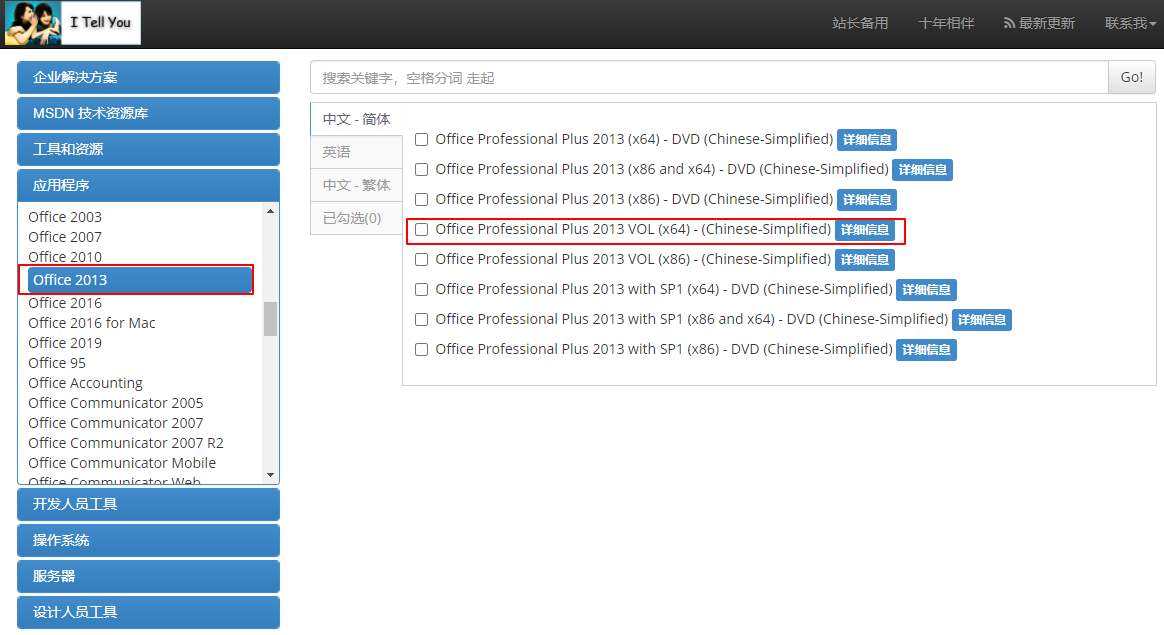 I Tell You
站长备用
十年相伴
最新更新
联系我
企业解决方案
MSDN 技术资源库
工具和资源
应用程序
Office 2003
Office 2007
Office 2010
Office 2013
Office 2016
Office 2016 for Mac
Office 2019
Office 95
Office Accounting
Office Communicator 2005
Office Communicator 2007
Office Communicator 2007 R2
Office Communicator Mobile
Office Communicator Web
开发人员工具
操作系统
服务器
设计人员工具
搜索关键字，空格分词 走起
Go!
中文 - 简体
英语
中文 - 繁体
已勾选(0)
Office Professional Plus 2013 (x64) - DVD (Chinese-Simplified) 详细信息
Office Professional Plus 2013 (x86 and x64) - DVD (Chinese-Simplified) 详细信息
Office Professional Plus 2013 (x86) - DVD (Chinese-Simplified) 详细信息
Office Professional Plus 2013 VOL (x64) - (Chinese-Simplified) 详细信息
Office Professional Plus 2013 VOL (x86) - (Chinese-Simplified) 详细信息
Office Professional Plus 2013 with SP1 (x64) - DVD (Chinese-Simplified) 详细信息
Office Professional Plus 2013 with SP1 (x86 and x64) - DVD (Chinese-Simplified) 详细信息
Office Professional Plus 2013 with SP1 (x86) - DVD (Chinese-Simplified) 详细信息